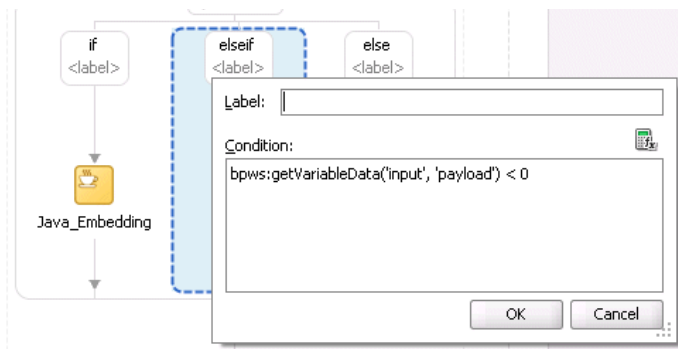 if
<label>
elseif
<label>
else
<label>
Label:
Condition:
bpws:getVariableData('input', 'payload') < 0
Java_Embedding
OK
Cancel